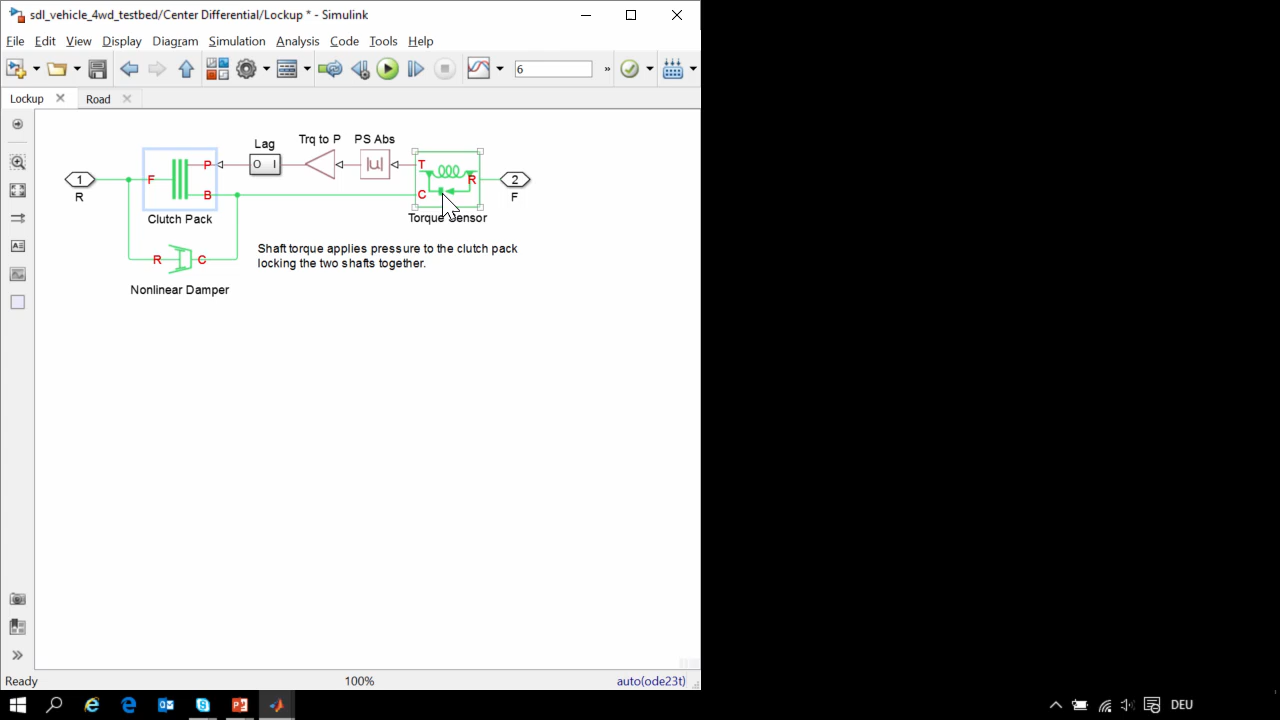 sdl_vehicle_4wd_testbed/Center Differential/Lockup * - Simulink
File Edit View Display Diagram Simulation Analysis Code Tools Help
6 »
Lockup Road
Lag Trq to P PS Abs
P O I |u| T
1 F R 2
R B C F
Clutch Pack Torque Sensor
Shaft torque applies pressure to the clutch pack
locking the two shafts together.
R C
Nonlinear Damper
Ready 100% auto(ode23t)
DEU